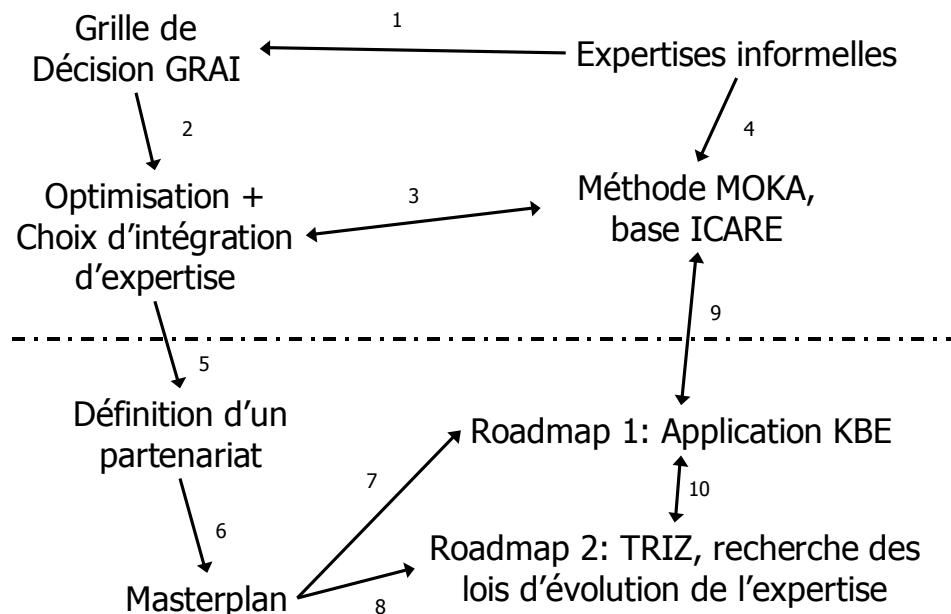 Grille de
Décision GRAI
1
Expertises informelles
2
4
Optimisation +
Choix d’intégration
d’expertise
3
Méthode MOKA,
base ICARE
9
5
Définition d’un
partenariat
Roadmap 1: Application KBE
7
10
6
Roadmap 2: TRIZ, recherche des
lois d’évolution de l’expertise
Masterplan
8